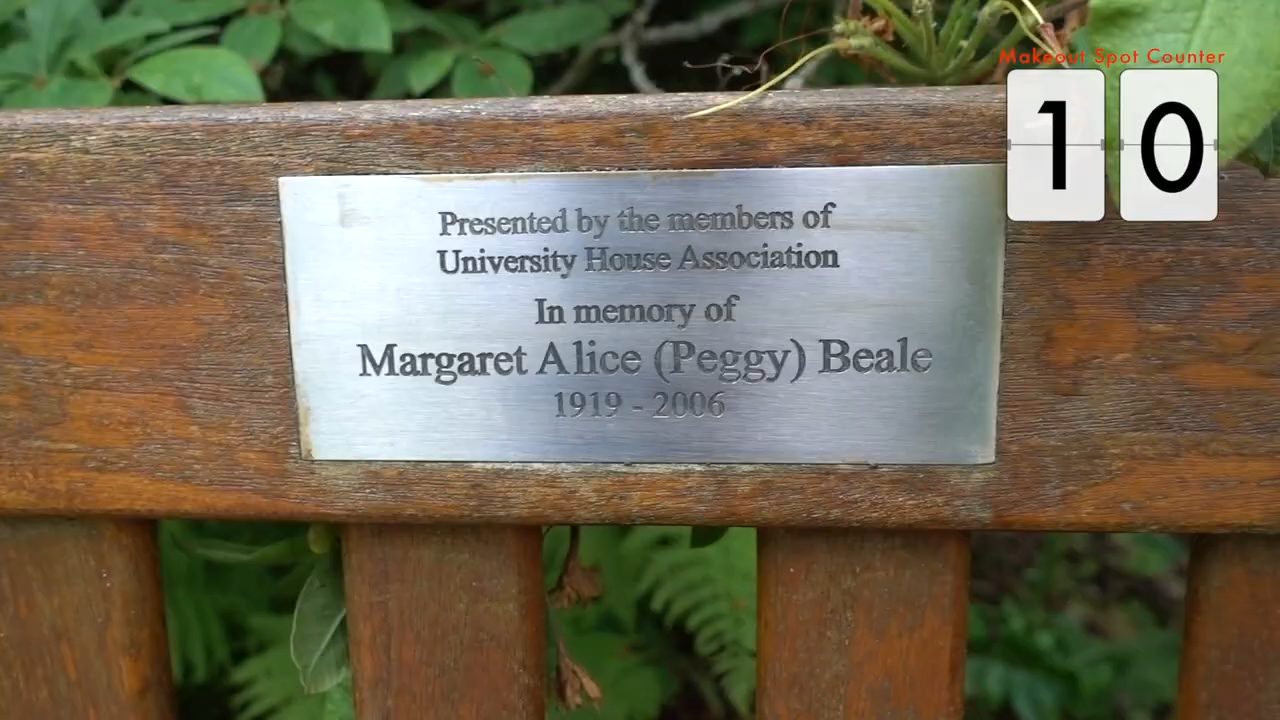 Makeout Spot Counter
10
Presented by the members of
University House Association
In memory of
Margaret Alice (Peggy) Beale
1919 - 2006